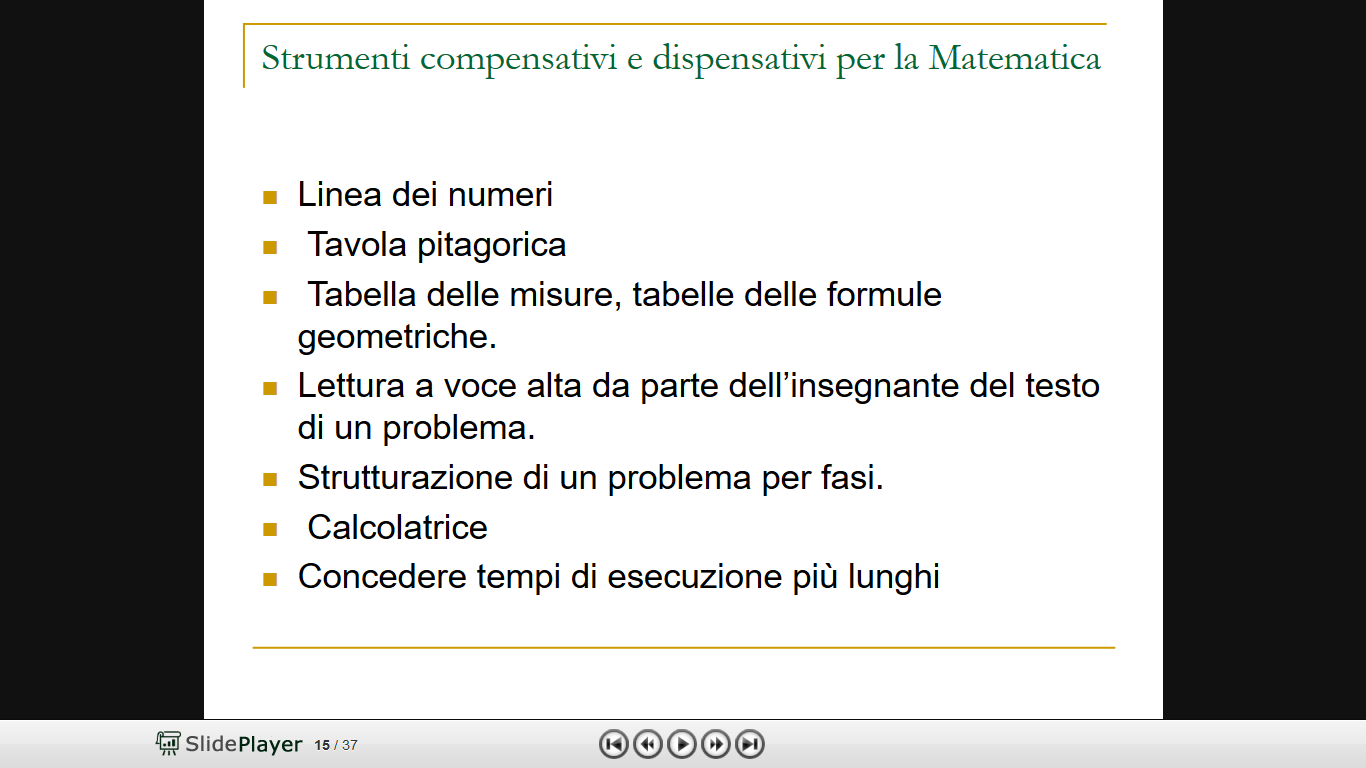 Strumenti compensativi e dispensativi per la Matematica
Linea dei numeri
Tavola pitagorica
Tabella delle misure, tabelle delle formule
geometriche.
Lettura a voce alta da parte dell’insegnante del testo
di un problema.
Strutturazione di un problema per fasi.
Calcolatrice
Concedere tempi di esecuzione più lunghi
SlidePlayer 15 / 37